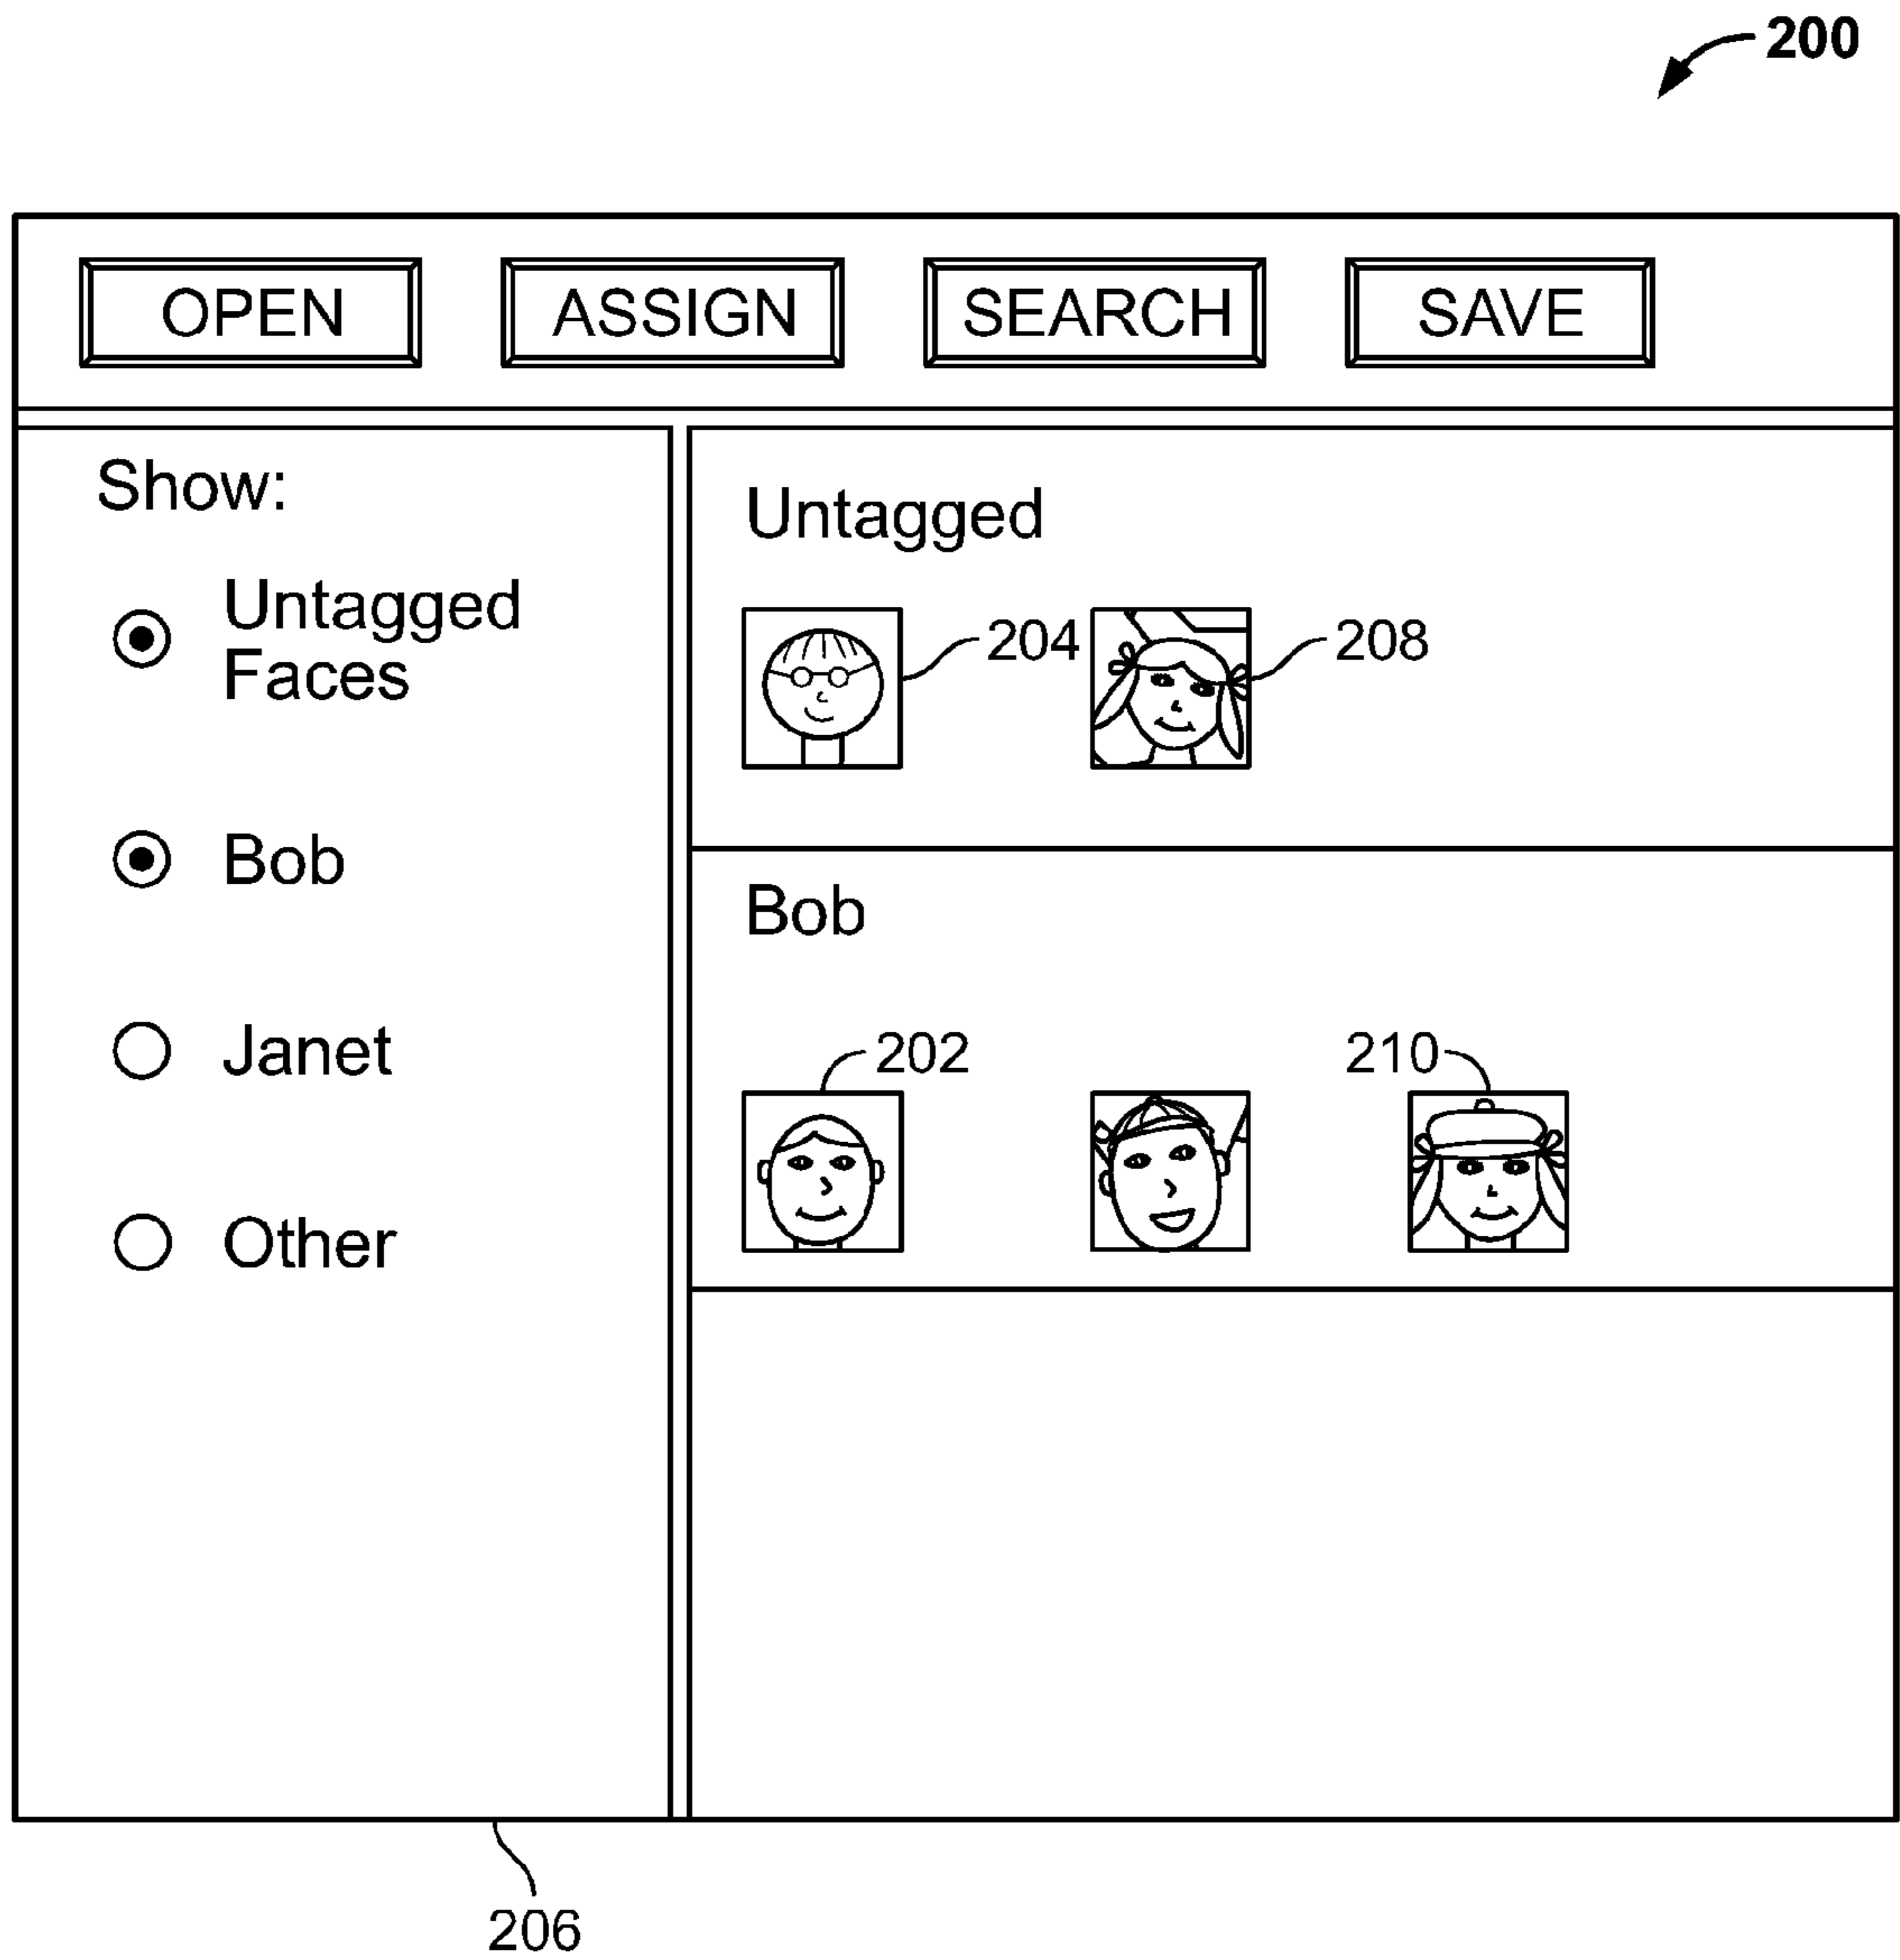 200
OPEN ASSIGN SEARCH SAVE
Show:
Untagged
Faces
Bob
Janet
Other
Untagged
204 208
Bob
202 210
206